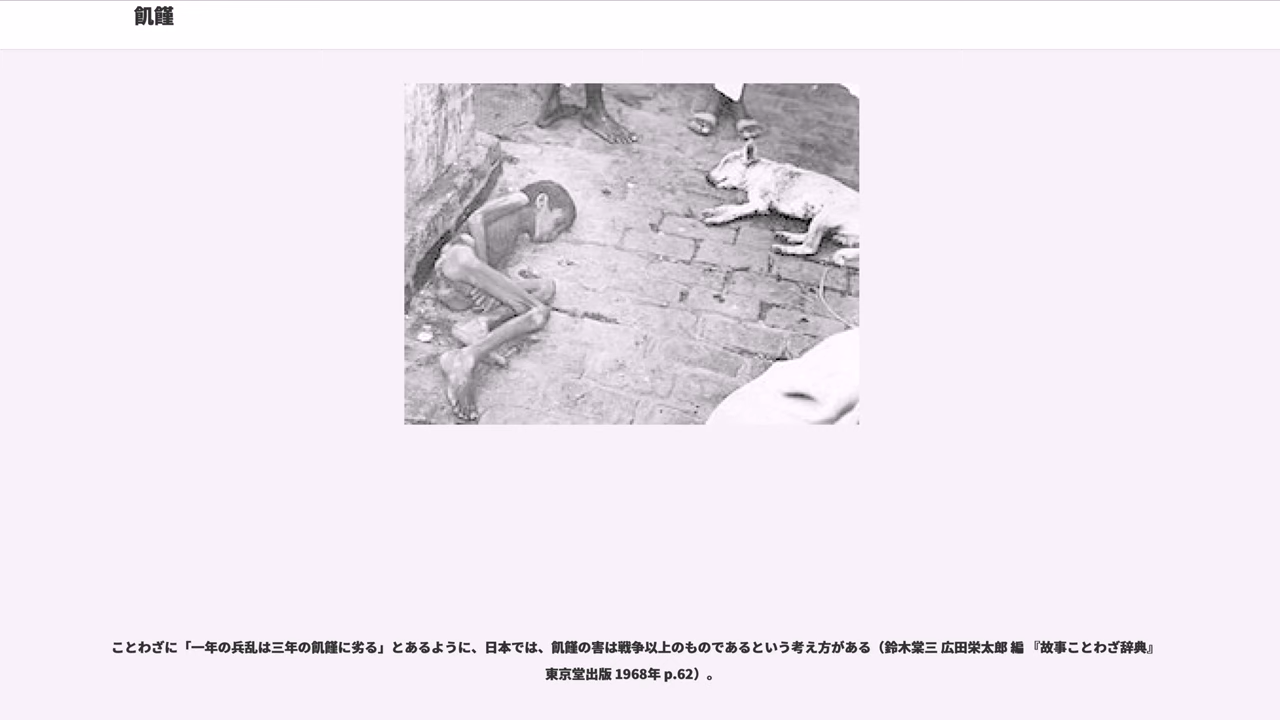 飢饉
ことわざに「一年の兵乱は三年の飢饉に劣る」とあるように、日本では、飢饉の害は戦争以上のものであるという考え方がある（鈴木棠三 広田栄太郎 編 『故事ことわざ辞典』
東京堂出版 1968年 p.62）。